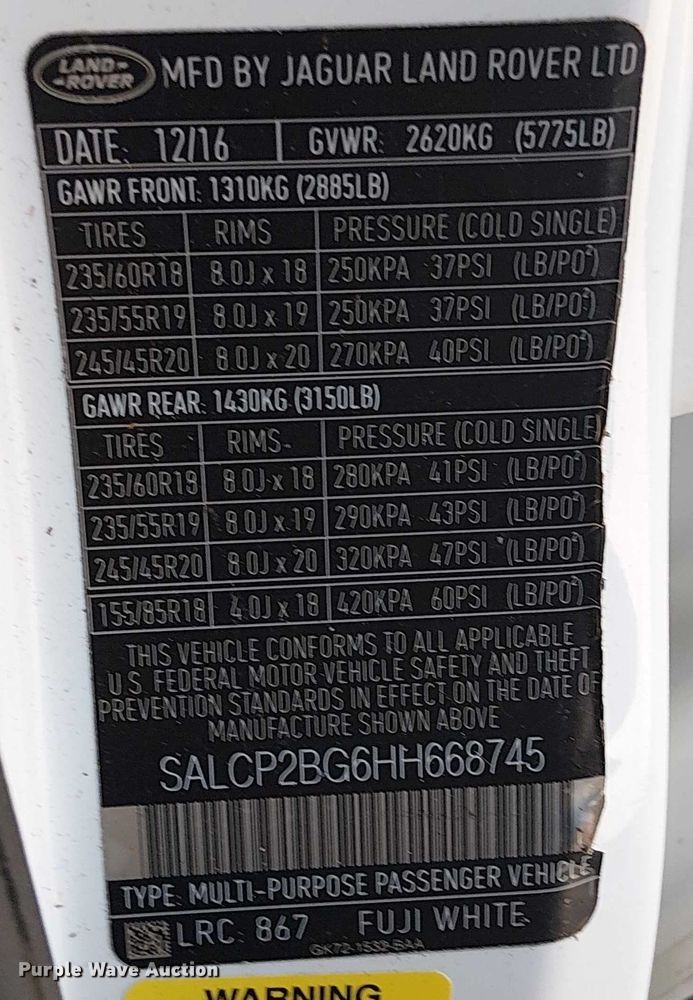 LAND-
-ROVER
MFD BY JAGUAR LAND ROVER LTD
DATE: 12/16 GVWR: 2620KG (5775LB)
GAWR FRONT: 1310KG (2885LB)
TIRES RIMS PRESSURE (COLD SINGLE)
235/60R18 8.0J x 18 250KPA 37PSI (LB/PO²)
235/55R19 8.0J x 19 250KPA 37PSI (LB/PO²)
245/45R20 8.0J x 20 270KPA 40PSI (LB/PO²)
GAWR REAR: 1430KG (3150LB)
TIRES RIMS PRESSURE (COLD SINGLE)
235/60R18 8.0J x 18 280KPA 41PSI (LB/PO²)
235/55R19 8.0J x 19 290KPA 43PSI (LB/PO²)
245/45R20 8.0J x 20 320KPA 47PSI (LB/PO²)
155/85R18 4.0J x 18 420KPA 60PSI (LB/PO²)
THIS VEHICLE CONFORMS TO ALL APPLICABLE
U.S. FEDERAL MOTOR VEHICLE SAFETY AND THEFT
PREVENTION STANDARDS IN EFFECT ON THE DATE OF
MANUFACTURE SHOWN ABOVE
SALCP2BG6HH668745
TYPE: MULTI-PURPOSE PASSENGER VEHICLE
LRC: 867 FUJI WHITE
GK72-1532-BAA
Purple Wave Auction
WARNING